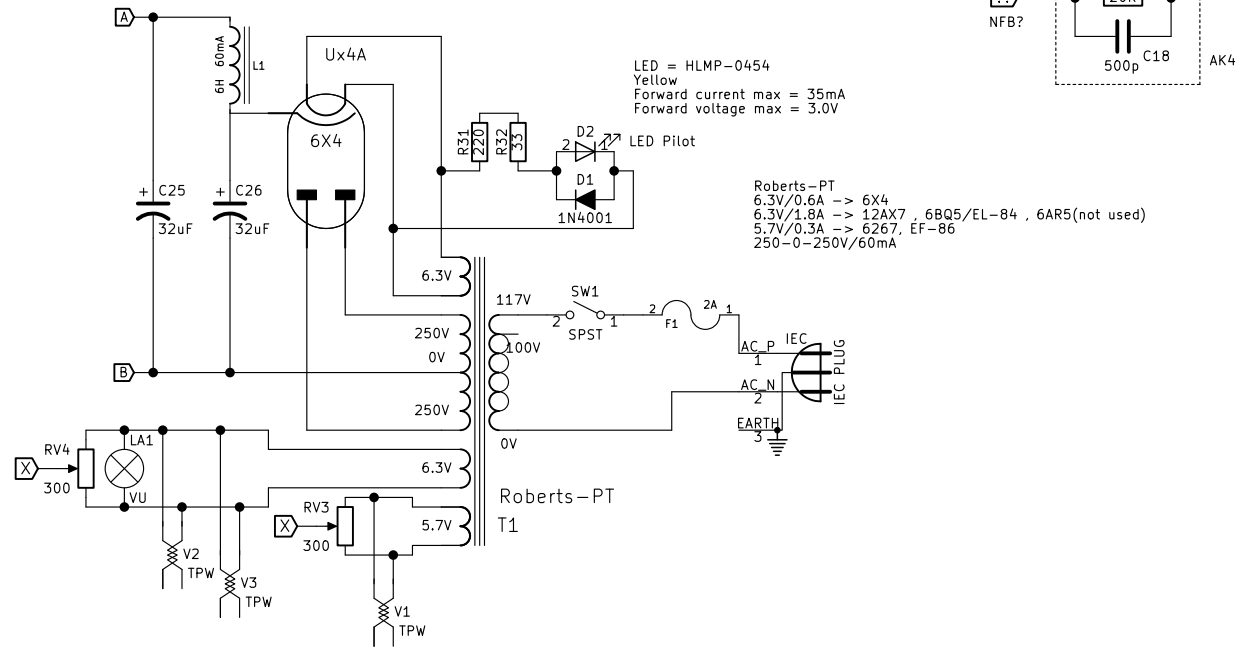 A
6H 60mA
L1
Ux4A
6X4
+ C25
32uF
+ C26
32uF
B
LED = HLMP-0454
Yellow
Forward current max = 35mA
Forward voltage max = 3.0V
NFB?
20K
500p
C18
AK4
R31
220
R32
33
D2
2
1
LED Pilot
D1
1N4001
Roberts-PT
6.3V/0.6A -> 6X4
6.3V/1.8A -> 12AX7 , 6BQ5/EL-84 , 6AR5(not used)
5.7V/0.3A -> 6267, EF-86
250-0-250V/60mA
6.3V
250V
0V
250V
6.3V
5.7V
117V
100V
0V
SW1
2
1
SPST
2
2A
1
F1
IEC
AC_P
1
AC_N
2
EARTH
3
IEC PLUG
Roberts-PT
T1
X
RV4
300
LA1
VU
X
RV3
300
V2
TPW
V3
TPW
V1
TPW